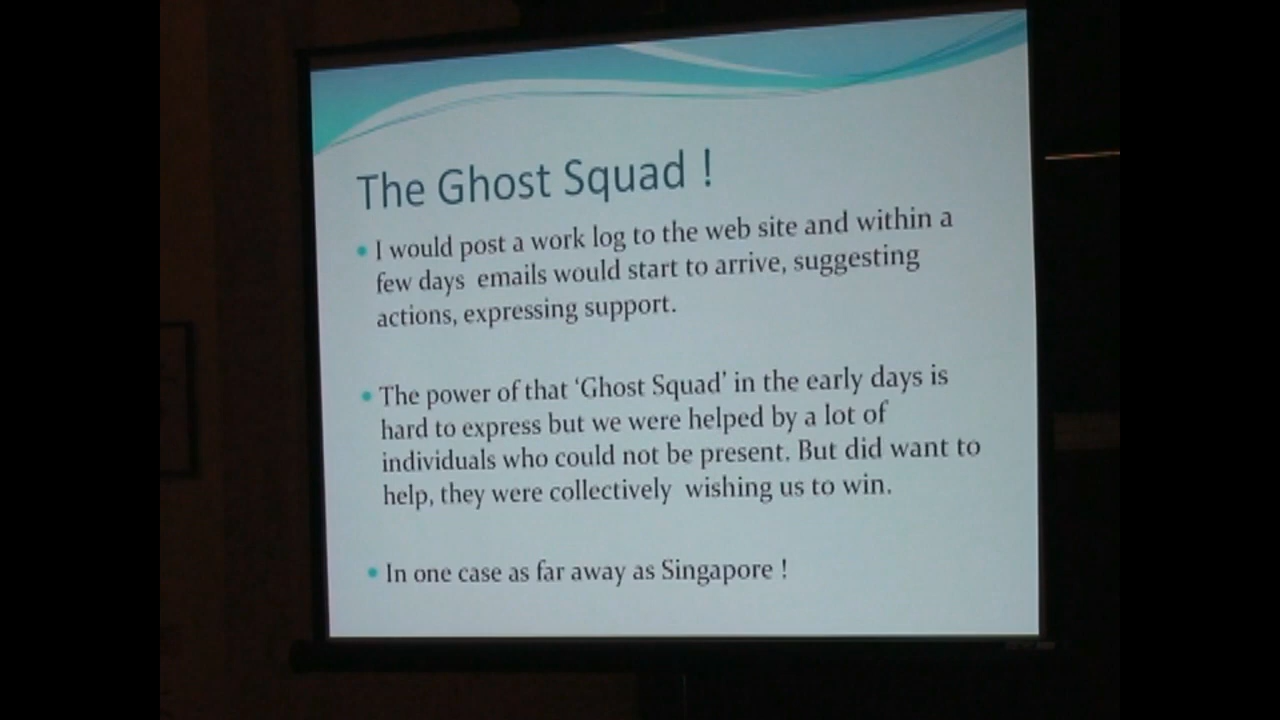 The Ghost Squad !
• I would post a work log to the web site and within a
few days  emails would start to arrive, suggesting
actions, expressing support.
• The power of that ‘Ghost Squad’ in the early days is
hard to express but we were helped by a lot of
individuals who could not be present. But did want to
help, they were collectively  wishing us to win.
• In one case as far away as Singapore !